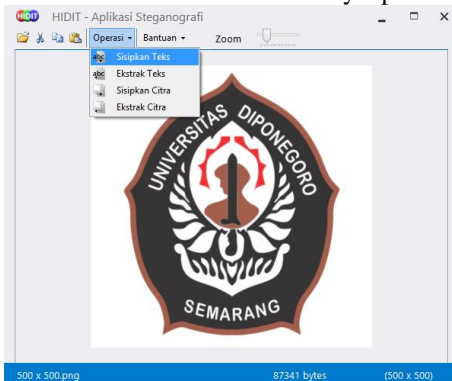 HIDIT HIDIT - Aplikasi Steganografi
Operasi Bantuan Zoom
Sisipkan Teks
Ekstrak Teks
Sisipkan Citra
Ekstrak Citra
UNIVERSITAS DIPONEGORO
SEMARANG
500 x 500.png 87341 bytes (500 x 500)